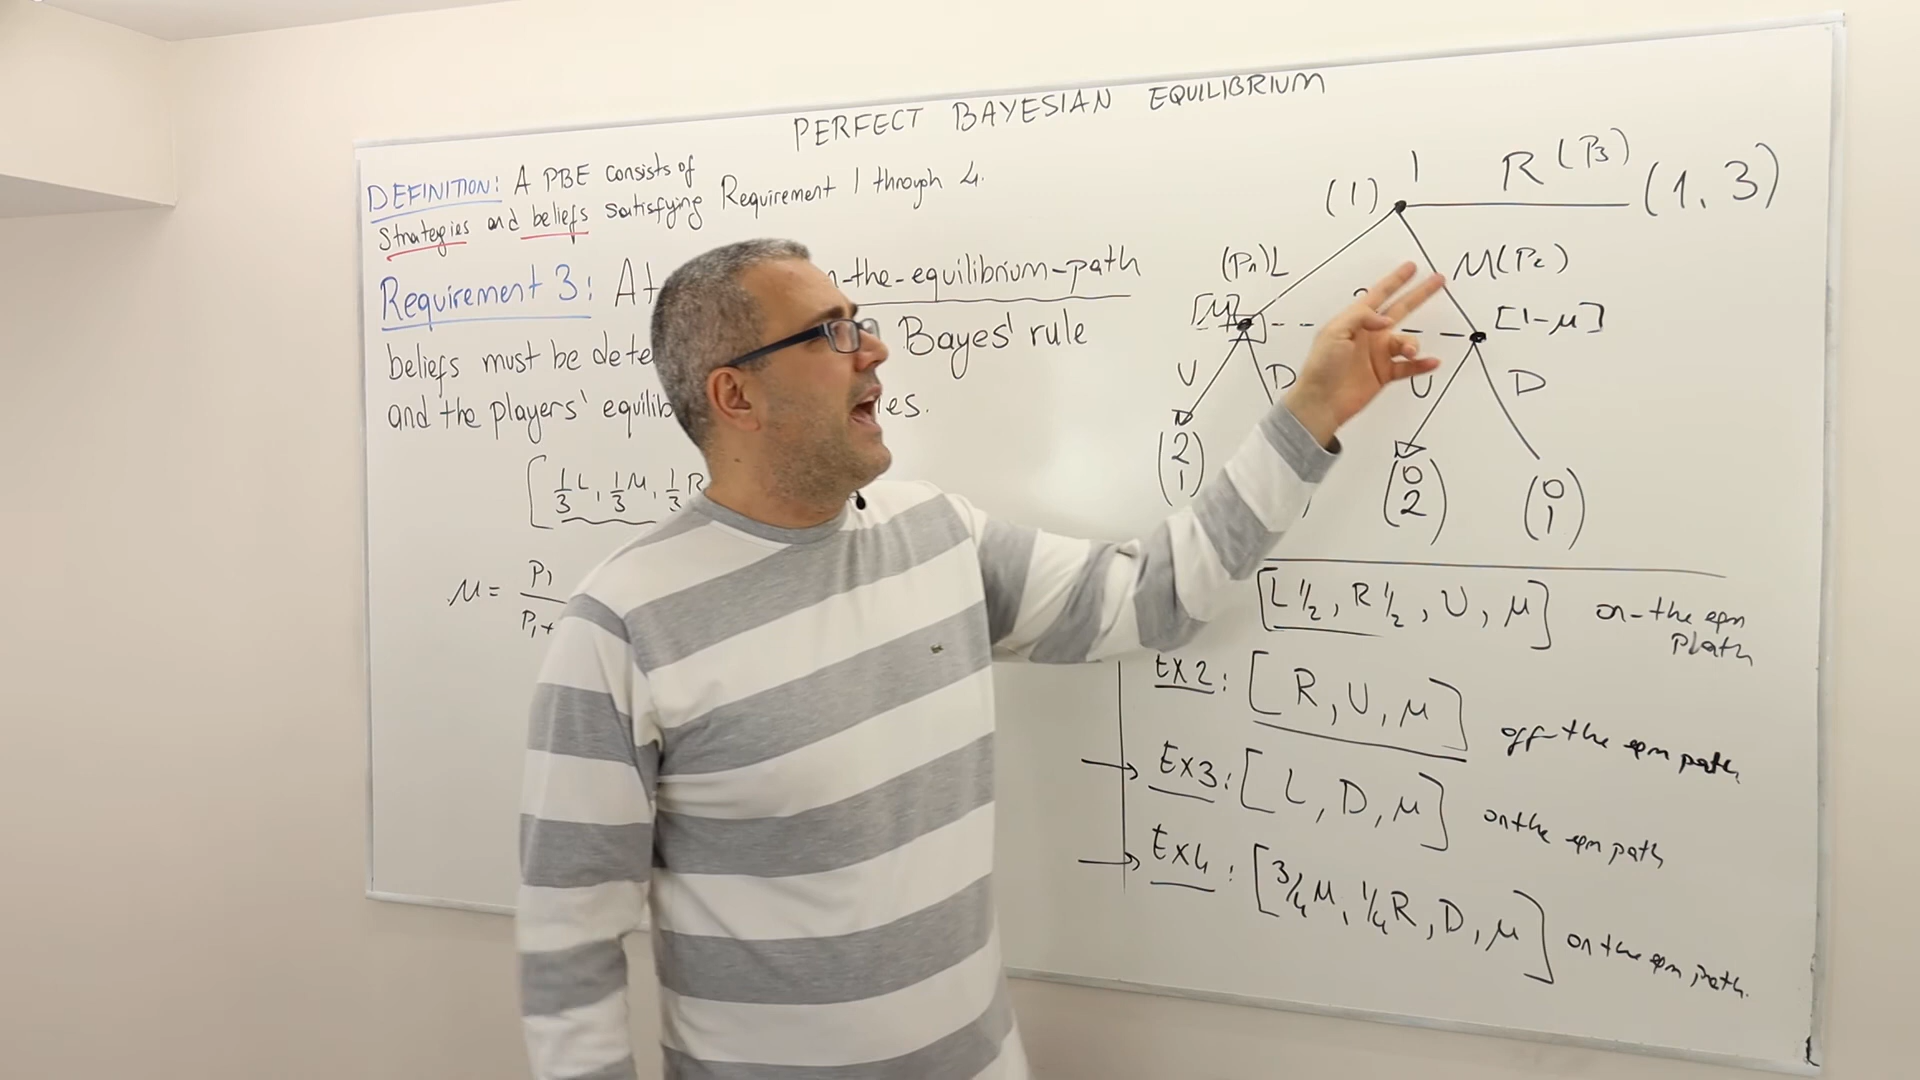 PERFECT BAYESIAN EQUILIBRIUM
DEFINITION: A PBE consists of
strategies and beliefs satisfying Requirement 1 through 4.
Requirement 3: At n-the-equilibrium-path
beliefs must be dete Bayes' rule
and the players' equilib ies.
[1/3 L, 1/3 M, 1/3 R
μ = P1
P1+
1
R (P3)
(1) (1, 3)
(P1) L
M (P2)
[μ]
[1-μ]
U
D
U
D
(2 1)
(0 2)
(0 1)
[L 1/2, R 1/2, U, μ] on-the eqm
Plath
Ex2: [R, U, μ] off-the eqm path.
Ex3: [L, D, μ] on the eqm path
Ex4: [3/4 M, 1/4 R, D, μ] on the eqm path.